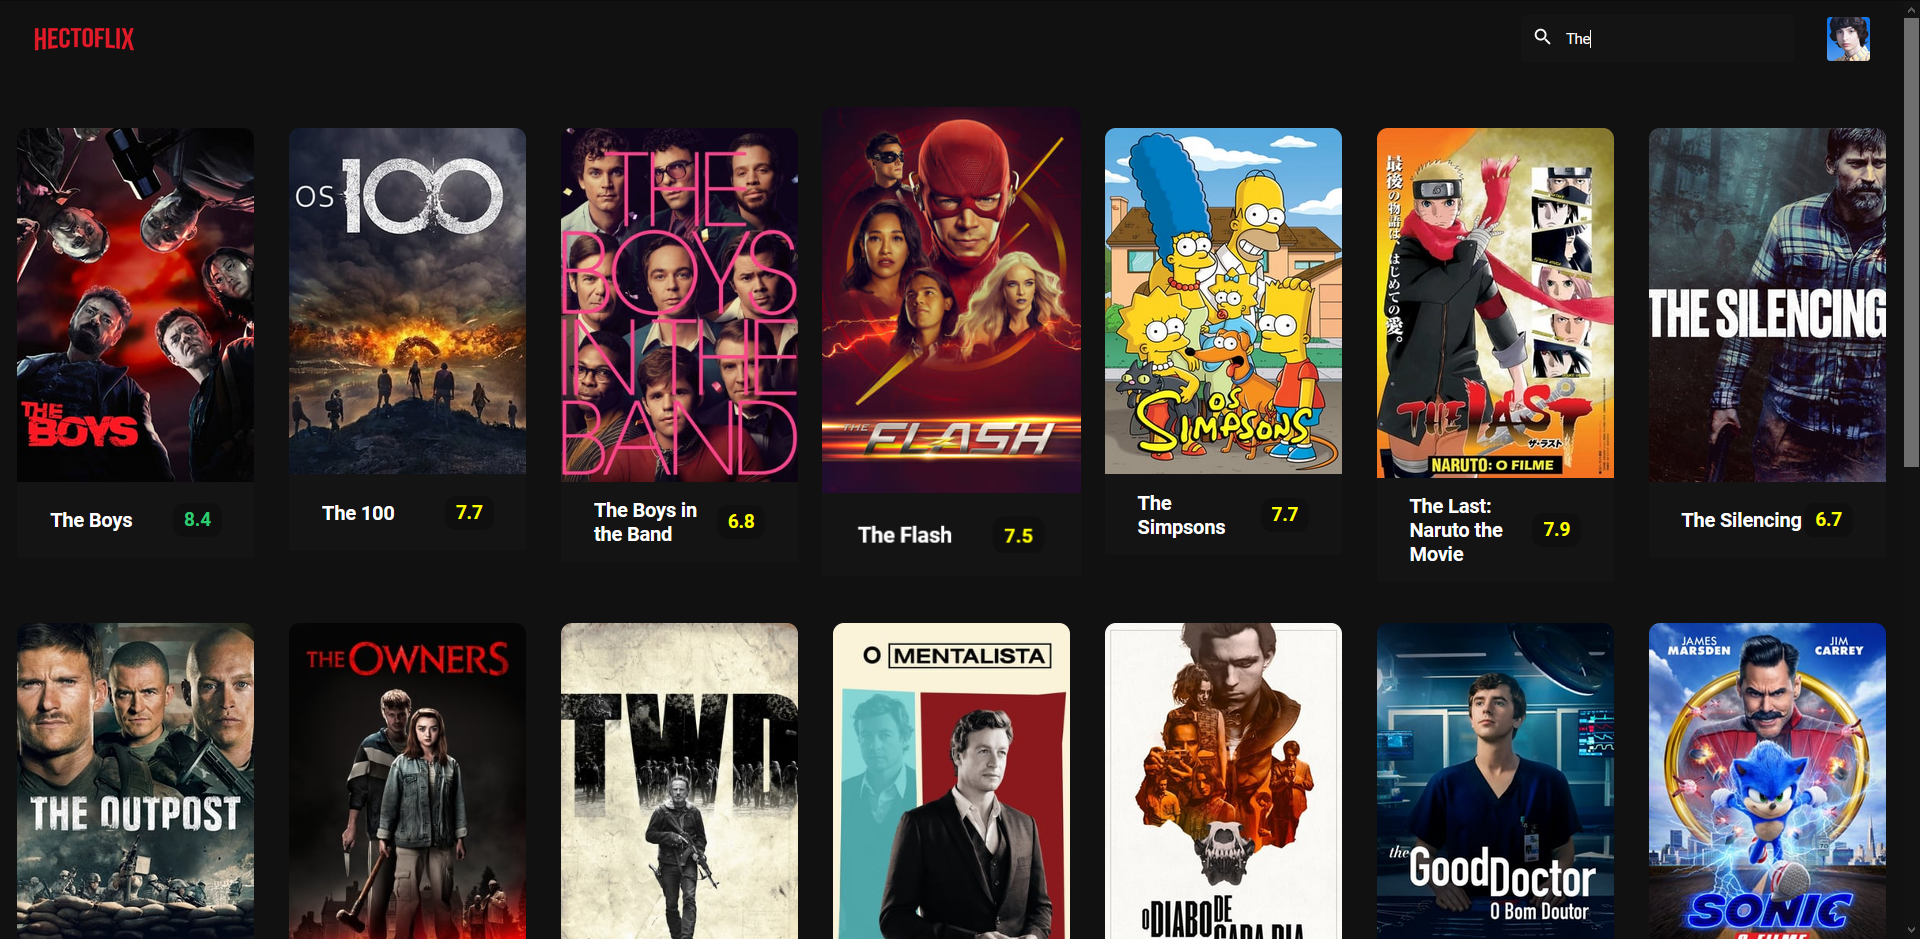 HECTOFLIX
The
THE
BOYS
The Boys
8.4
OS 100
The 100
7.7
THE
BOYS
IN THE
BAND
The Boys in
the Band
6.8
THE FLASH
The Flash
7.5
OS
SIMPSONS
The
Simpsons
7.7
最後の物語は、はじめての愛。
THE LAST
ザ・ラスト
NARUTO: O FILME
The Last:
Naruto the
Movie
7.9
THE SILENCING
The Silencing
6.7
THE OUTPOST
THE OWNERS
TWD
O MENTALISTA
O DIABO DE
CADA DIA
the Good Doctor
O Bom Doutor
JAMES
MARSDEN
JIM
CARREY
SONIC
O FILME